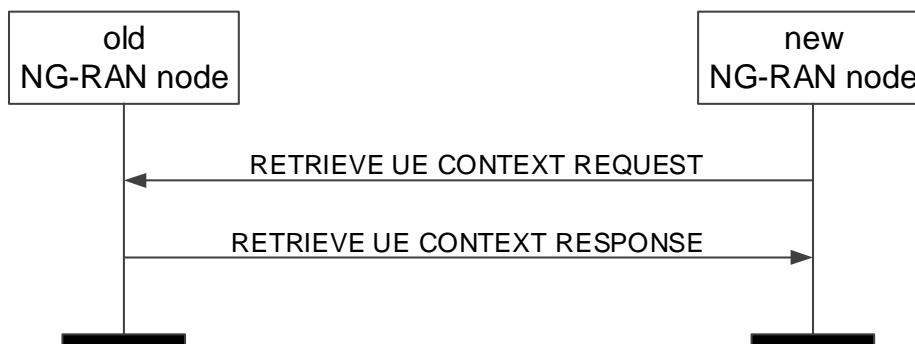 old
NG-RAN node
new
NG-RAN node
RETRIEVE UE CONTEXT REQUEST
RETRIEVE UE CONTEXT RESPONSE